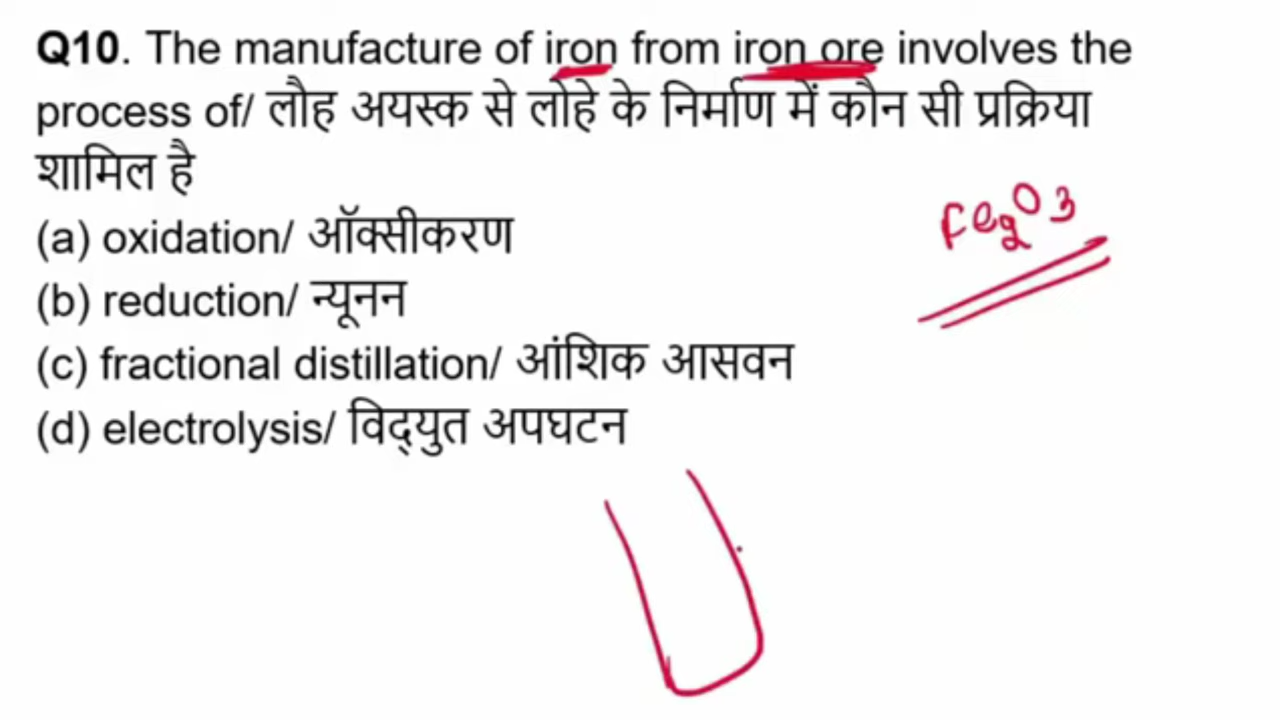 Q10. The manufacture of iron from iron ore involves the
process of/ लौह अयस्क से लोहे के निर्माण में कौन सी प्रक्रिया
शामिल है
Fe2O3
(a) oxidation/ ऑक्सीकरण
(b) reduction/ न्यूनन
(c) fractional distillation/ आंशिक आसवन
(d) electrolysis/ विद्युत अपघटन